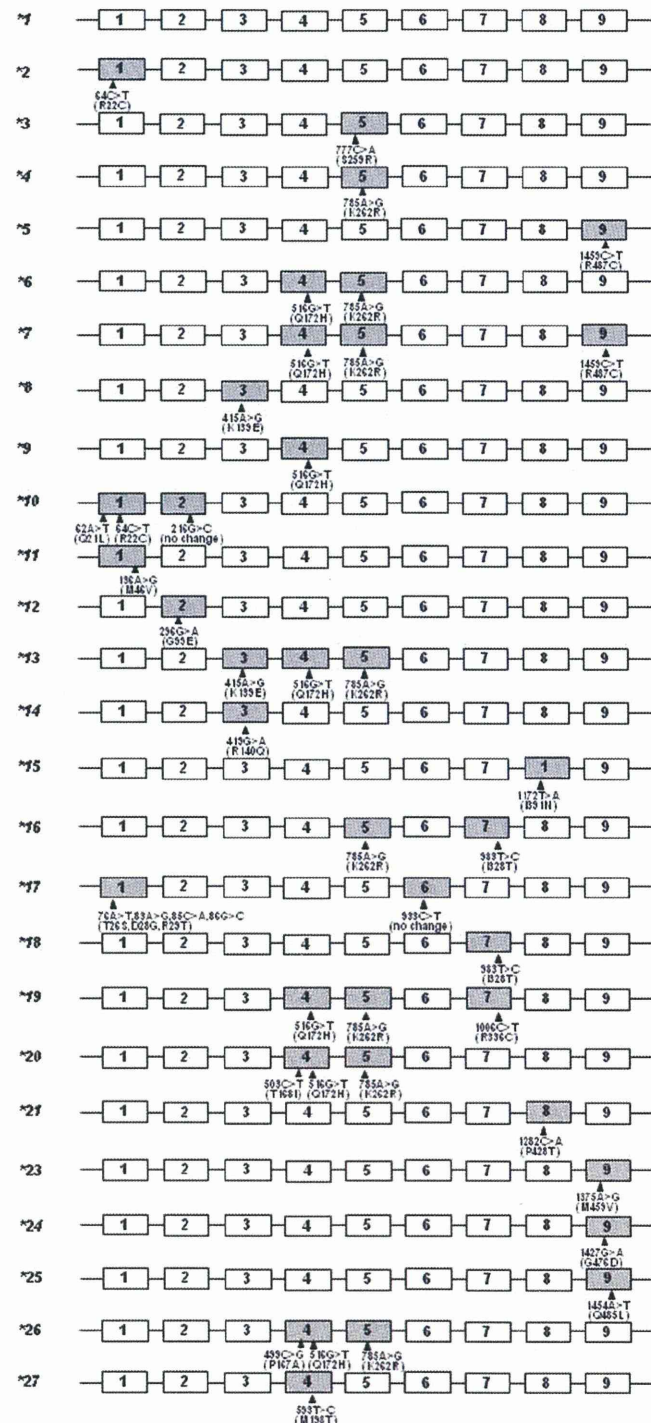 *1 1 2 3 4 5 6 7 8 9
*2 1 2 3 4 5 6 7 8 9
64C>T
(R22C)
*3 1 2 3 4 5 6 7 8 9
777C>A
(S259R)
*4 1 2 3 4 5 6 7 8 9
785A>G
(K262R)
*5 1 2 3 4 5 6 7 8 9
1459C>T
(R487C)
*6 1 2 3 4 5 6 7 8 9
516G>T 785A>G
(Q172H) (K262R)
*7 1 2 3 4 5 6 7 8 9
516G>T 785A>G 1459C>T
(Q172H) (K262R) (R487C)
*8 1 2 3 4 5 6 7 8 9
415A>G
(K139E)
*9 1 2 3 4 5 6 7 8 9
516G>T
(Q172H)
*10 1 2 3 4 5 6 7 8 9
62A>T 64C>T 216G>C
(Q21L) (R22C) (no change)
*11 1 2 3 4 5 6 7 8 9
136A>G
(M46V)
*12 1 2 3 4 5 6 7 8 9
296G>A
(G99E)
*13 1 2 3 4 5 6 7 8 9
415A>G 516G>T 785A>G
(K139E) (Q172H) (K262R)
*14 1 2 3 4 5 6 7 8 9
419G>A
(R140Q)
*15 1 2 3 4 5 6 7 1 9
1172T>A
(I391N)
*16 1 2 3 4 5 6 7 8 9
785A>G 983T>C
(K262R) (I328T)
*17 1 2 3 4 5 6 7 8 9
76A>T,83A>G,85C>A,86G>C
(T26S,D28G,R29T) (no change)
*18 1 2 3 4 5 6 7 8 9
983T>C
(I328T)
*19 1 2 3 4 5 6 7 8 9
516G>T 785A>G 1006C>T
(Q172H) (K262R) (R336C)
*20 1 2 3 4 5 6 7 8 9
503C>T 516G>T 785A>G
(T168I) (Q172H) (K262R)
*21 1 2 3 4 5 6 7 8 9
1282C>A
(P428T)
*23 1 2 3 4 5 6 7 8 9
1375A>G
(M459V)
*24 1 2 3 4 5 6 7 8 9
1427G>A
(G476D)
*25 1 2 3 4 5 6 7 8 9
1454A>T
(Q485L)
*26 1 2 3 4 5 6 7 8 9
499C>G 516G>T 785A>G
(P167A) (Q172H) (K262R)
*27 1 2 3 4 5 6 7 8 9
593T>C
(M198T)